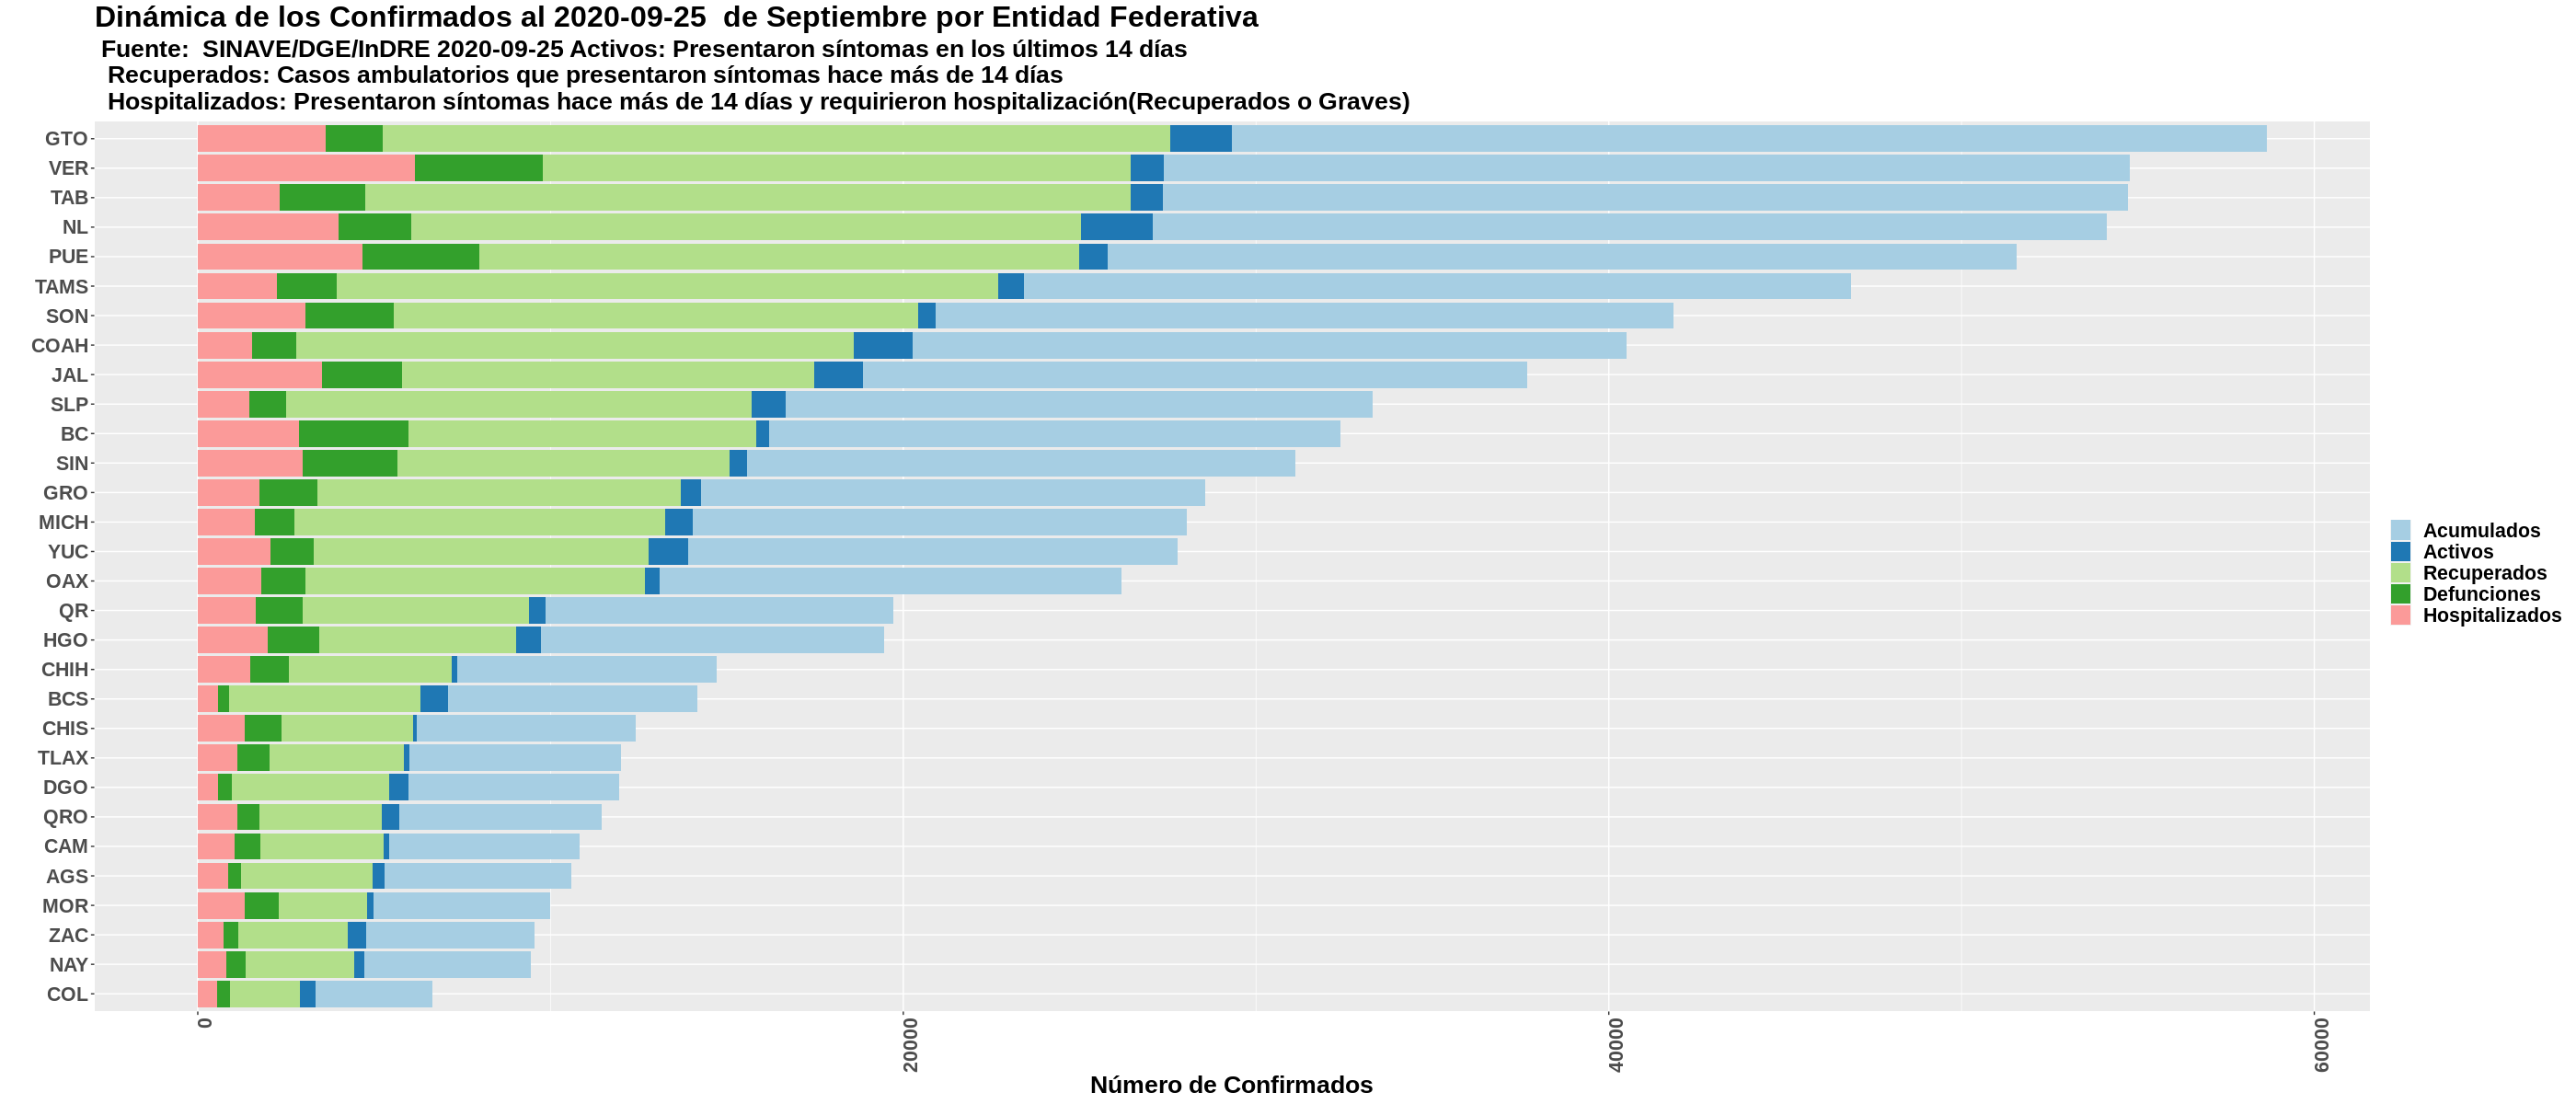 Dinámica de los Confirmados al 2020-09-25  de Septiembre por Entidad Federativa
Fuente:  SINAVE/DGE/InDRE 2020-09-25 Activos: Presentaron síntomas en los últimos 14 días
Recuperados: Casos ambulatorios que presentaron síntomas hace más de 14 días
Hospitalizados: Presentaron síntomas hace más de 14 días y requirieron hospitalización(Recuperados o Graves)
GTO
VER
TAB
NL
PUE
TAMS
SON
COAH
JAL
SLP
BC
SIN
GRO
MICH
YUC
OAX
QR
HGO
CHIH
BCS
CHIS
TLAX
DGO
QRO
CAM
AGS
MOR
ZAC
NAY
COL
0
20000
40000
60000
Número de Confirmados
Acumulados
Activos
Recuperados
Defunciones
Hospitalizados